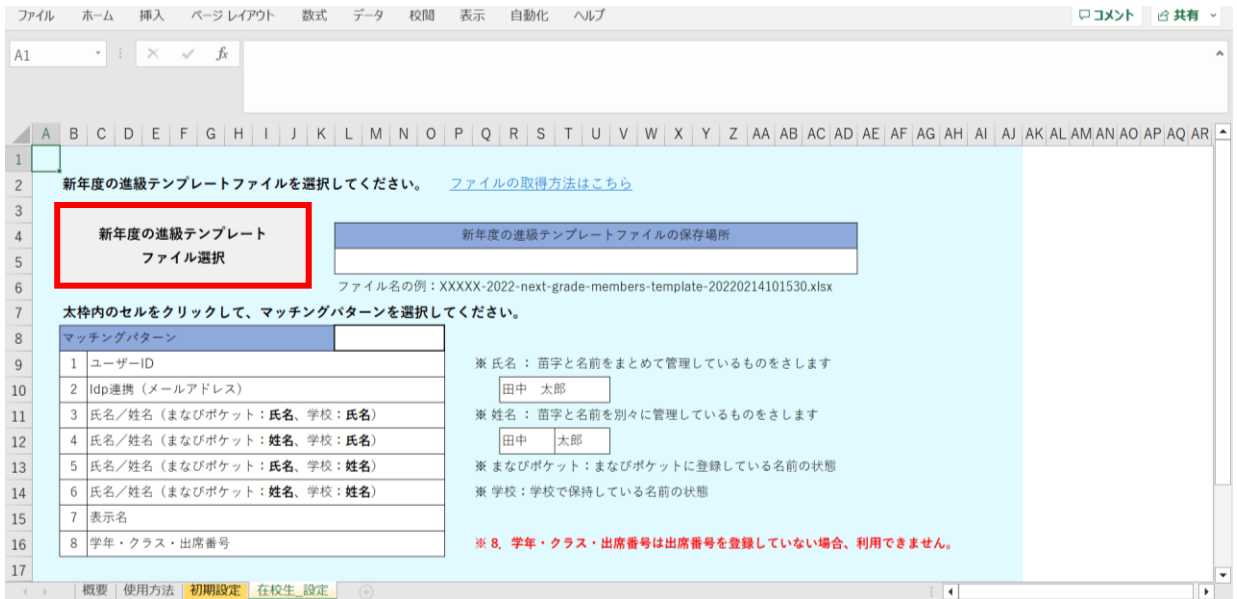 ファイル ホーム 挿入 ページ レイアウト 数式 データ 校閲 表示 自動化 ヘルプ コメント 共有
A1 fx
A B C D E F G H I J K L M N O P Q R S T U V W X Y Z AA AB AC AD AE AF AG AH AI AJ AK AL AM AN AO AP AQ AR
1
2 新年度の進級テンプレートファイルを選択してください。 ファイルの取得方法はこちら
3
4 新年度の進級テンプレート 新年度の進級テンプレートファイルの保存場所
5 ファイル選択
6 ファイル名の例：XXXXX-2022-next-grade-members-template-20220214101530.xlsx
7 太枠内のセルをクリックして、マッチングパターンを選択してください。
8 マッチングパターン
9 1 ユーザーID ※ 氏名 ： 苗字と名前をまとめて管理しているものをさします
10 2 Idp連携（メールアドレス） 田中 太郎
11 3 氏名／姓名（まなびポケット：氏名、学校：氏名） ※ 姓名 ： 苗字と名前を別々に管理しているものをさします
12 4 氏名／姓名（まなびポケット：姓名、学校：氏名） 田中 太郎
13 5 氏名／姓名（まなびポケット：氏名、学校：姓名） ※ まなびポケット：まなびポケットに登録している名前の状態
14 6 氏名／姓名（まなびポケット：姓名、学校：姓名） ※ 学校：学校で保持している名前の状態
15 7 表示名
16 8 学年・クラス・出席番号 ※ 8．学年・クラス・出席番号は出席番号を登録していない場合、利用できません。
17
概要 使用方法 初期設定 在校生_設定